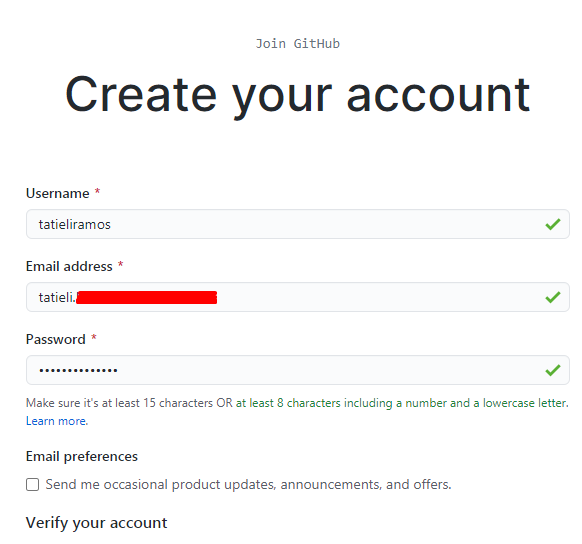 Join GitHub
Create your account
Username *
tatieliramos
Email address *
tatieli.
Password *
••••••••••••••
Make sure it's at least 15 characters OR at least 8 characters including a number and a lowercase letter.
Learn more.
Email preferences
Send me occasional product updates, announcements, and offers.
Verify your account